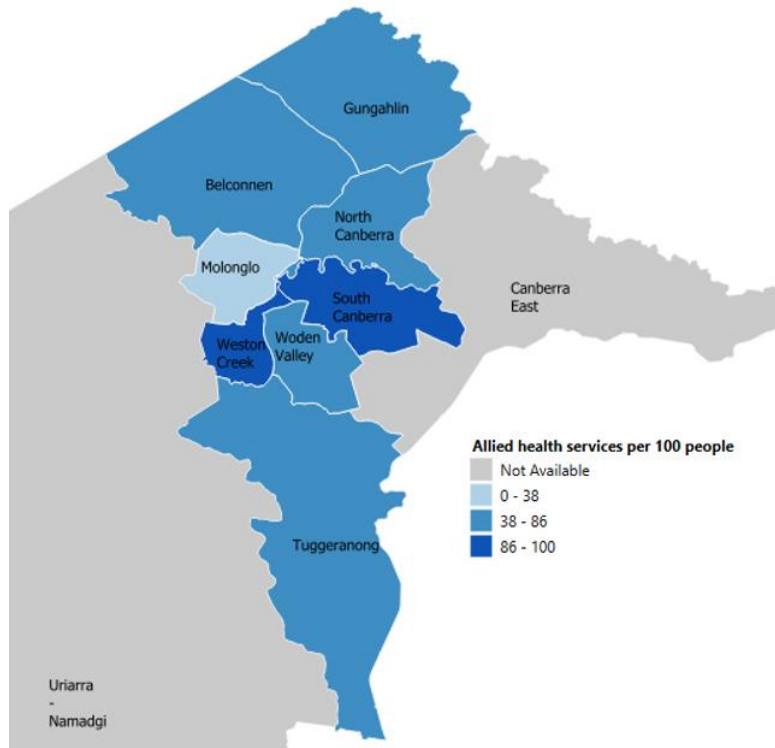 Gungahlin
Belconnen
North
Canberra
Molonglo
Canberra
East
South
Canberra
Weston
Creek
Woden
Valley
Allied health services per 100 people
Not Available
0 - 38
38 - 86
86 - 100
Tuggeranong
Uriarra
-
Namadgi